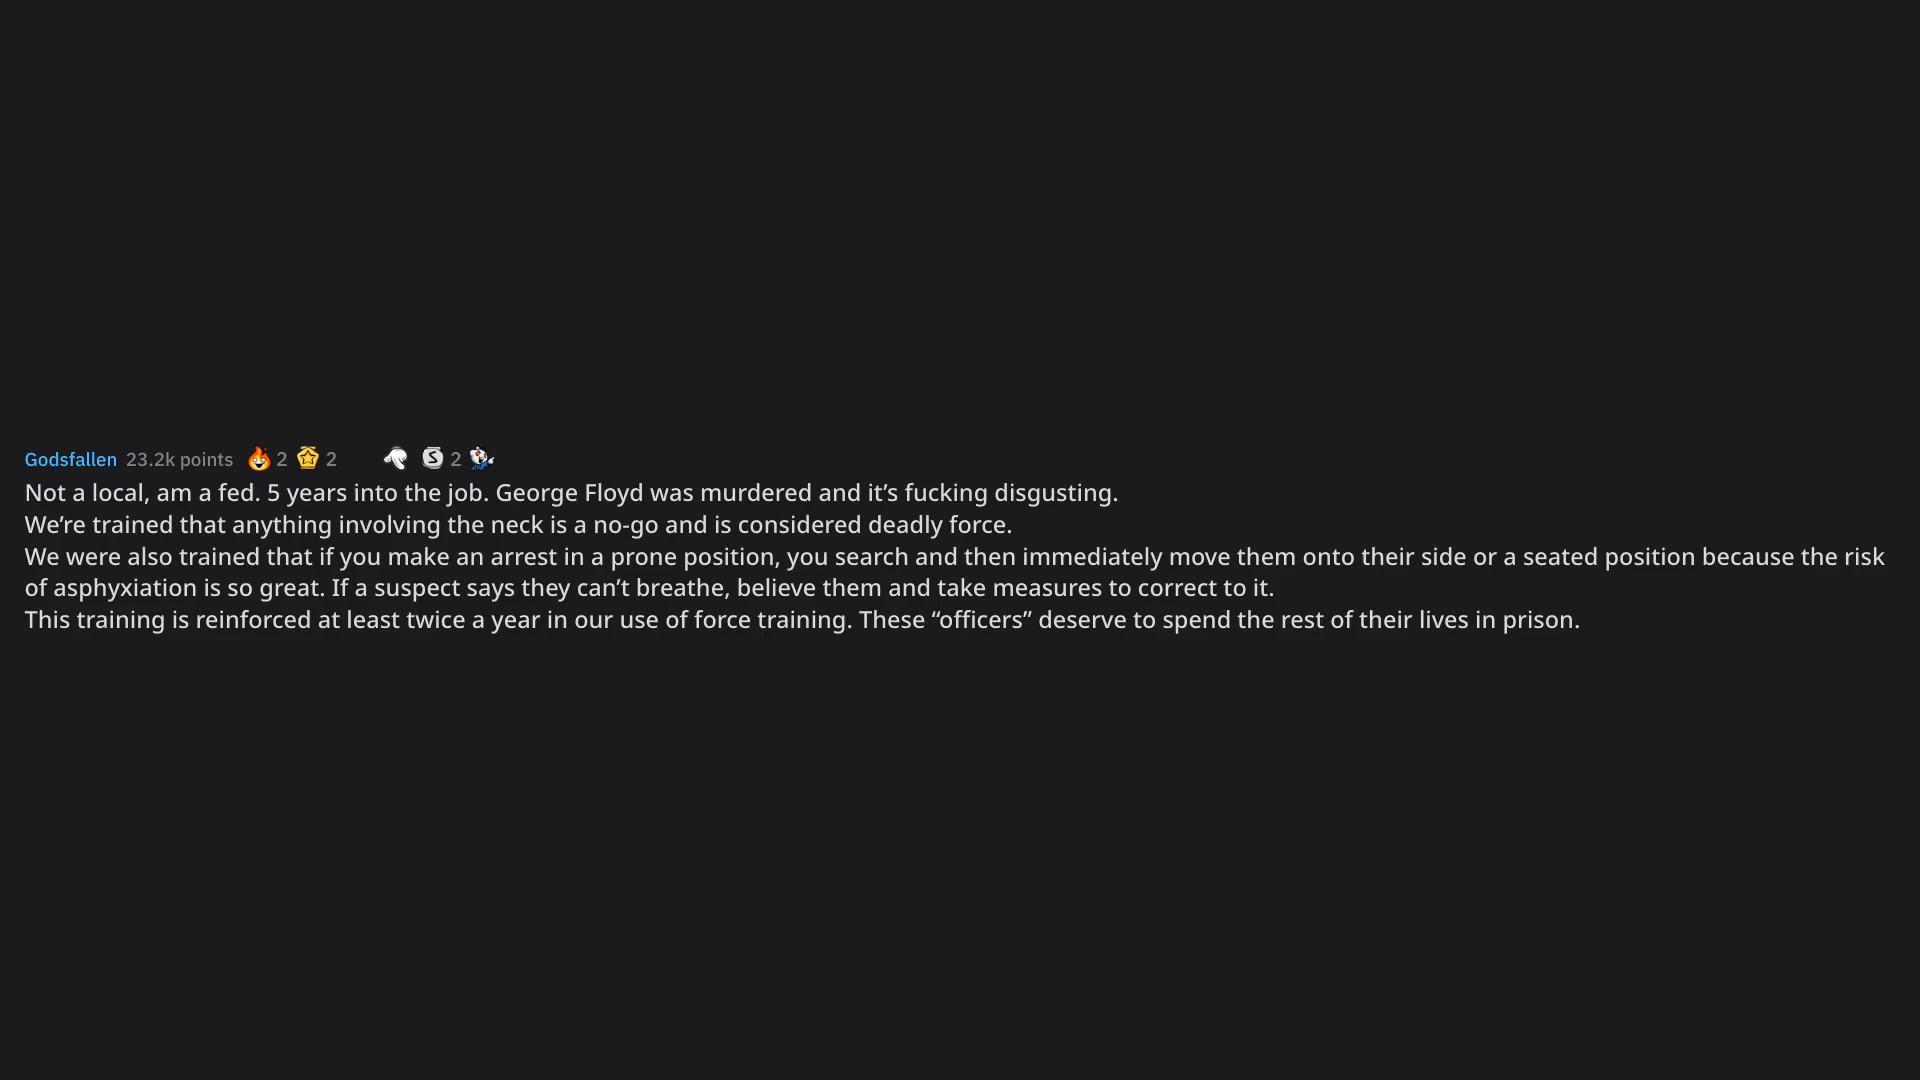 Godsfallen 23.2k points 2 2 S 2
Not a local, am a fed. 5 years into the job. George Floyd was murdered and it’s fucking disgusting.
We’re trained that anything involving the neck is a no-go and is considered deadly force.
We were also trained that if you make an arrest in a prone position, you search and then immediately move them onto their side or a seated position because the risk
of asphyxiation is so great. If a suspect says they can’t breathe, believe them and take measures to correct to it.
This training is reinforced at least twice a year in our use of force training. These “officers” deserve to spend the rest of their lives in prison.